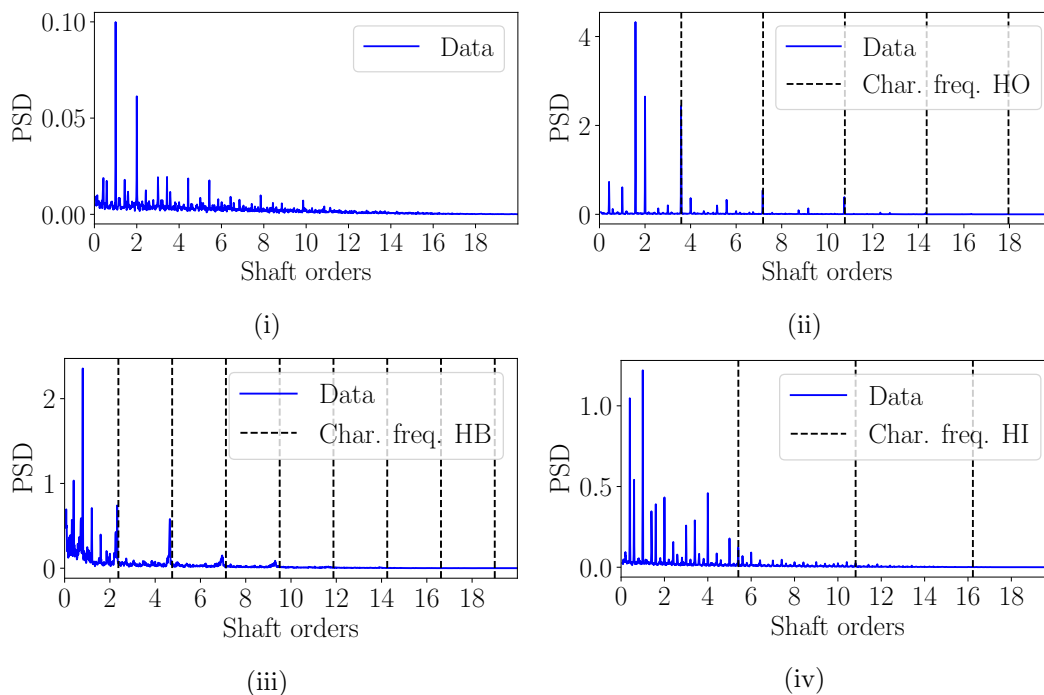 0.10
0.05
0.00
PSD
Data
0 2 4 6 8 10 12 14 16 18
Shaft orders
(i)
4
2
0
PSD
Data
Char. freq. HO
0 2 4 6 8 10 12 14 16 18
Shaft orders
(ii)
2
1
0
PSD
Data
Char. freq. HB
0 2 4 6 8 10 12 14 16 18
Shaft orders
(iii)
1.0
0.5
0.0
PSD
Data
Char. freq. HI
0 2 4 6 8 10 12 14 16 18
Shaft orders
(iv)